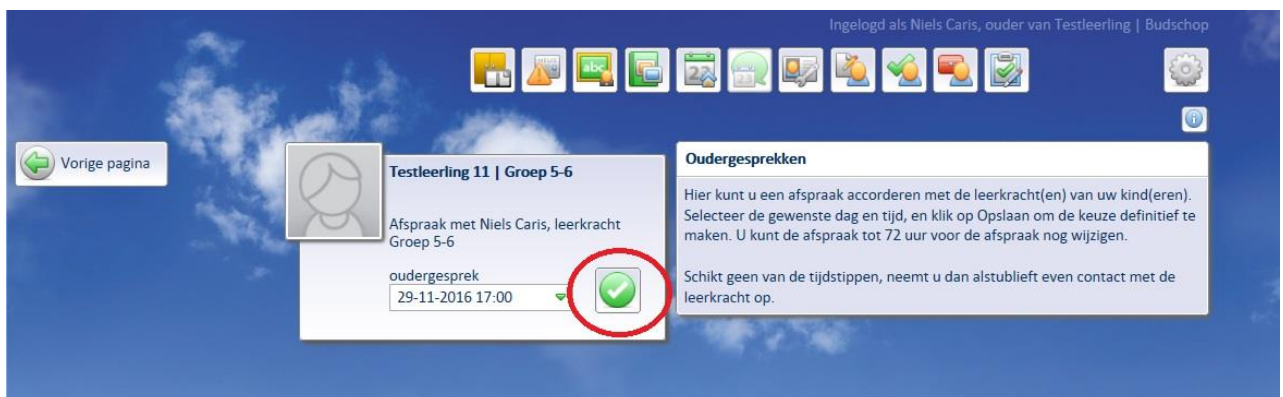 Ingelogd als Niels Caris, ouder van Testleerling | Budschop
abc
22
23
Vorige pagina
Testleerling 11 | Groep 5-6
Afspraak met Niels Caris, leerkracht
Groep 5-6
oudergesprek
29-11-2016 17:00
Oudergesprekken
Hier kunt u een afspraak accorderen met de leerkracht(en) van uw kind(eren).
Selecteer de gewenste dag en tijd, en klik op Opslaan om de keuze definitief te
maken. U kunt de afspraak tot 72 uur voor de afspraak nog wijzigen.
Schikt geen van de tijdstippen, neemt u dan alstublieft even contact met de
leerkracht op.